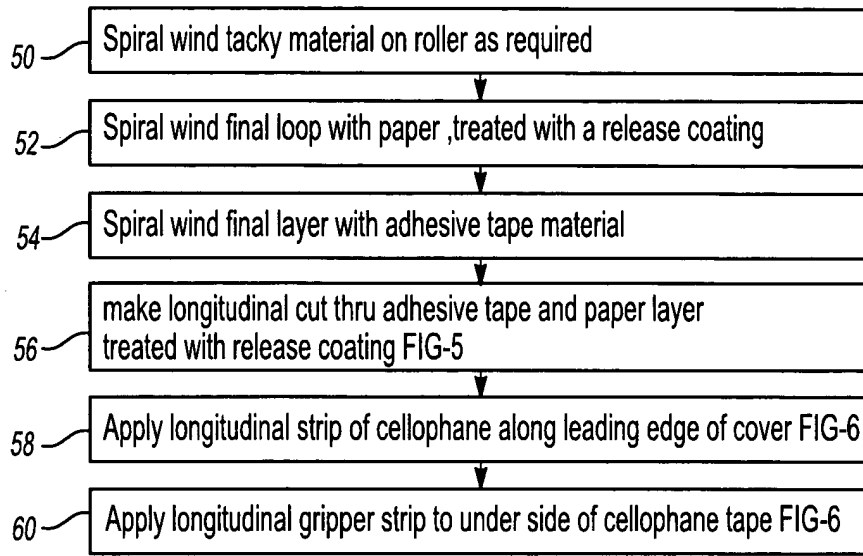 50 Spiral wind tacky material on roller as required
52 Spiral wind final loop with paper ,treated with a release coating
54 Spiral wind final layer with adhesive tape material
56 make longitudinal cut thru adhesive tape and paper layer
treated with release coating FIG-5
58 Apply longitudinal strip of cellophane along leading edge of cover FIG-6
60 Apply longitudinal gripper strip to under side of cellophane tape FIG-6